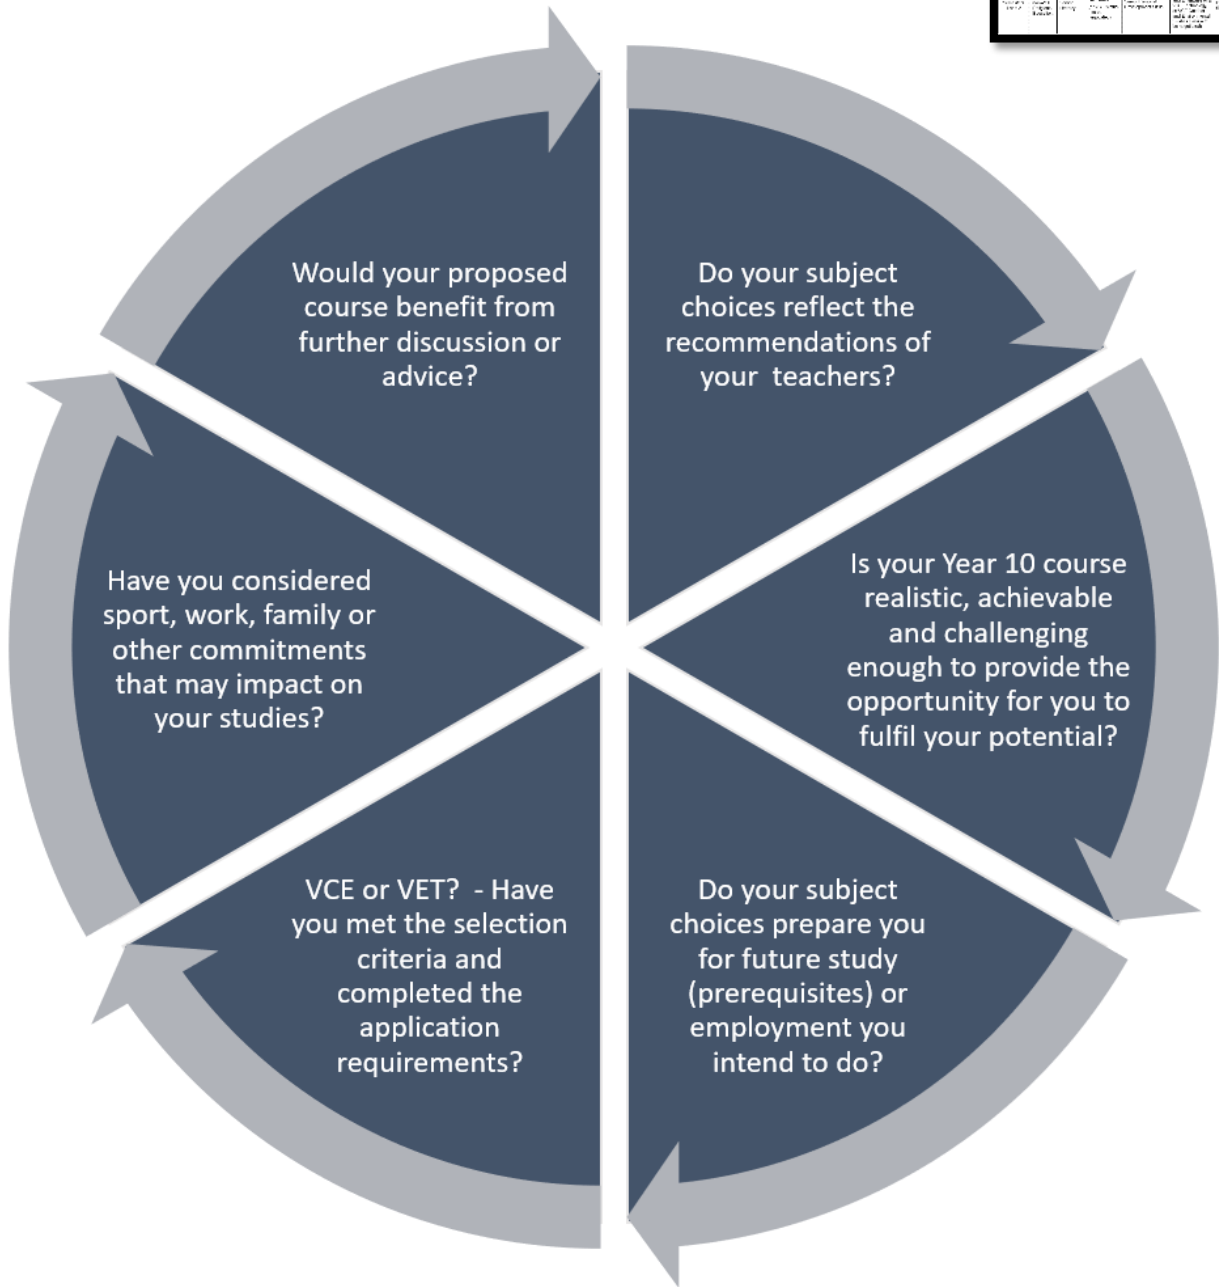 Do your subject
choices reflect the
recommendations of
your teachers?
Is your Year 10 course
realistic, achievable
and challenging
enough to provide the
opportunity for you to
fulfil your potential?
Do your subject
choices prepare you
for future study
(prerequisites) or
employment you
intend to do?
VCE or VET?  - Have
you met the selection
criteria and
completed the
application
requirements?
Have you considered
sport, work, family or
other commitments
that may impact on
your studies?
Would your proposed
course benefit from
further discussion or
advice?